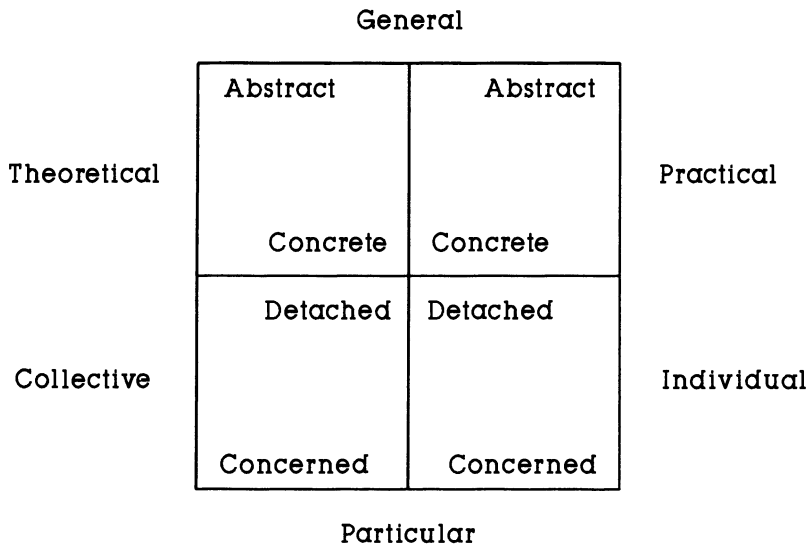 General
Abstract Abstract
Theoretical Practical
Concrete Concrete
Detached Detached
Collective Individual
Concerned Concerned
Particular